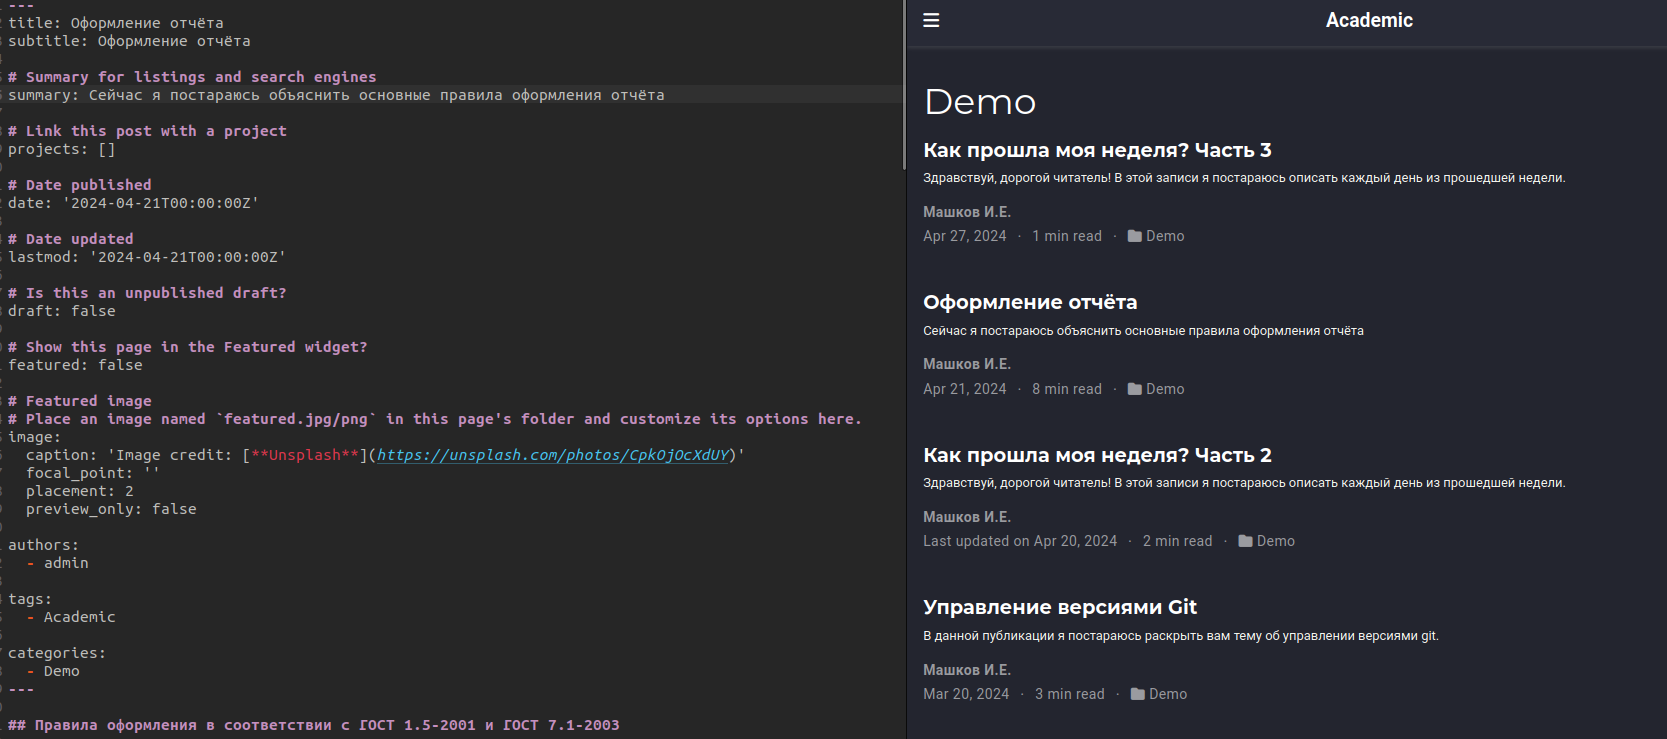 ---
title: Оформление отчёта
subtitle: Оформление отчёта
# Summary for listings and search engines
summary: Сейчас я постараюсь объяснить основные правила оформления отчёта
# Link this post with a project
projects: []
# Date published
date: '2024-04-21T00:00:00Z'
# Date updated
lastmod: '2024-04-21T00:00:00Z'
# Is this an unpublished draft?
draft: false
# Show this page in the Featured widget?
featured: false
# Featured image
# Place an image named `featured.jpg/png` in this page's folder and customize its options here.
image:
  caption: 'Image credit: [**Unsplash**](https://unsplash.com/photos/CpkOjOcXdUY)'
  focal_point: ''
  placement: 2
  preview_only: false
authors:
  - admin
tags:
  - Academic
categories:
  - Demo
---
## Правила оформления в соответствии с ГОСТ 1.5-2001 и ГОСТ 7.1-2003
Academic
Demo
Как прошла моя неделя? Часть 3
Здравствуй, дорогой читатель! В этой записи я постараюсь описать каждый день из прошедшей недели.
Машков И.Е.
Apr 27, 2024 · 1 min read · Demo
Оформление отчёта
Сейчас я постараюсь объяснить основные правила оформления отчёта
Машков И.Е.
Apr 21, 2024 · 8 min read · Demo
Как прошла моя неделя? Часть 2
Здравствуй, дорогой читатель! В этой записи я постараюсь описать каждый день из прошедшей недели.
Машков И.Е.
Last updated on Apr 20, 2024 · 2 min read · Demo
Управление версиями Git
В данной публикации я постараюсь раскрыть вам тему об управлении версиями git.
Машков И.Е.
Mar 20, 2024 · 3 min read · Demo